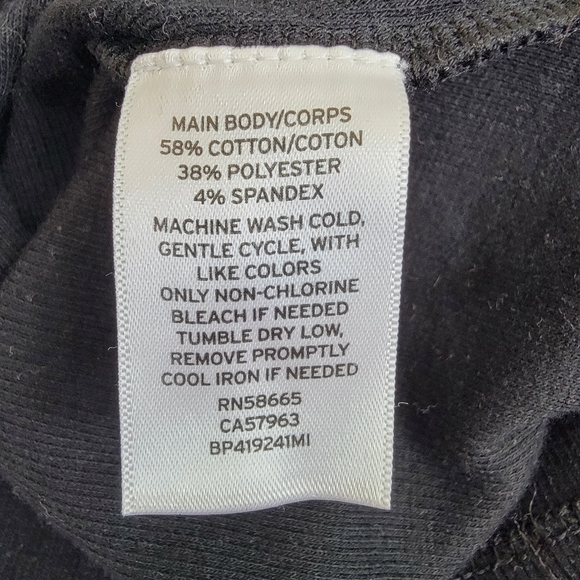 MAIN BODY/CORPS
58% COTTON/COTON
38% POLYESTER
4% SPANDEX
MACHINE WASH COLD,
GENTLE CYCLE, WITH
LIKE COLORS
ONLY NON-CHLORINE
BLEACH IF NEEDED
TUMBLE DRY LOW,
REMOVE PROMPTLY
COOL IRON IF NEEDED
RN58665
CA57963
BP419241MI